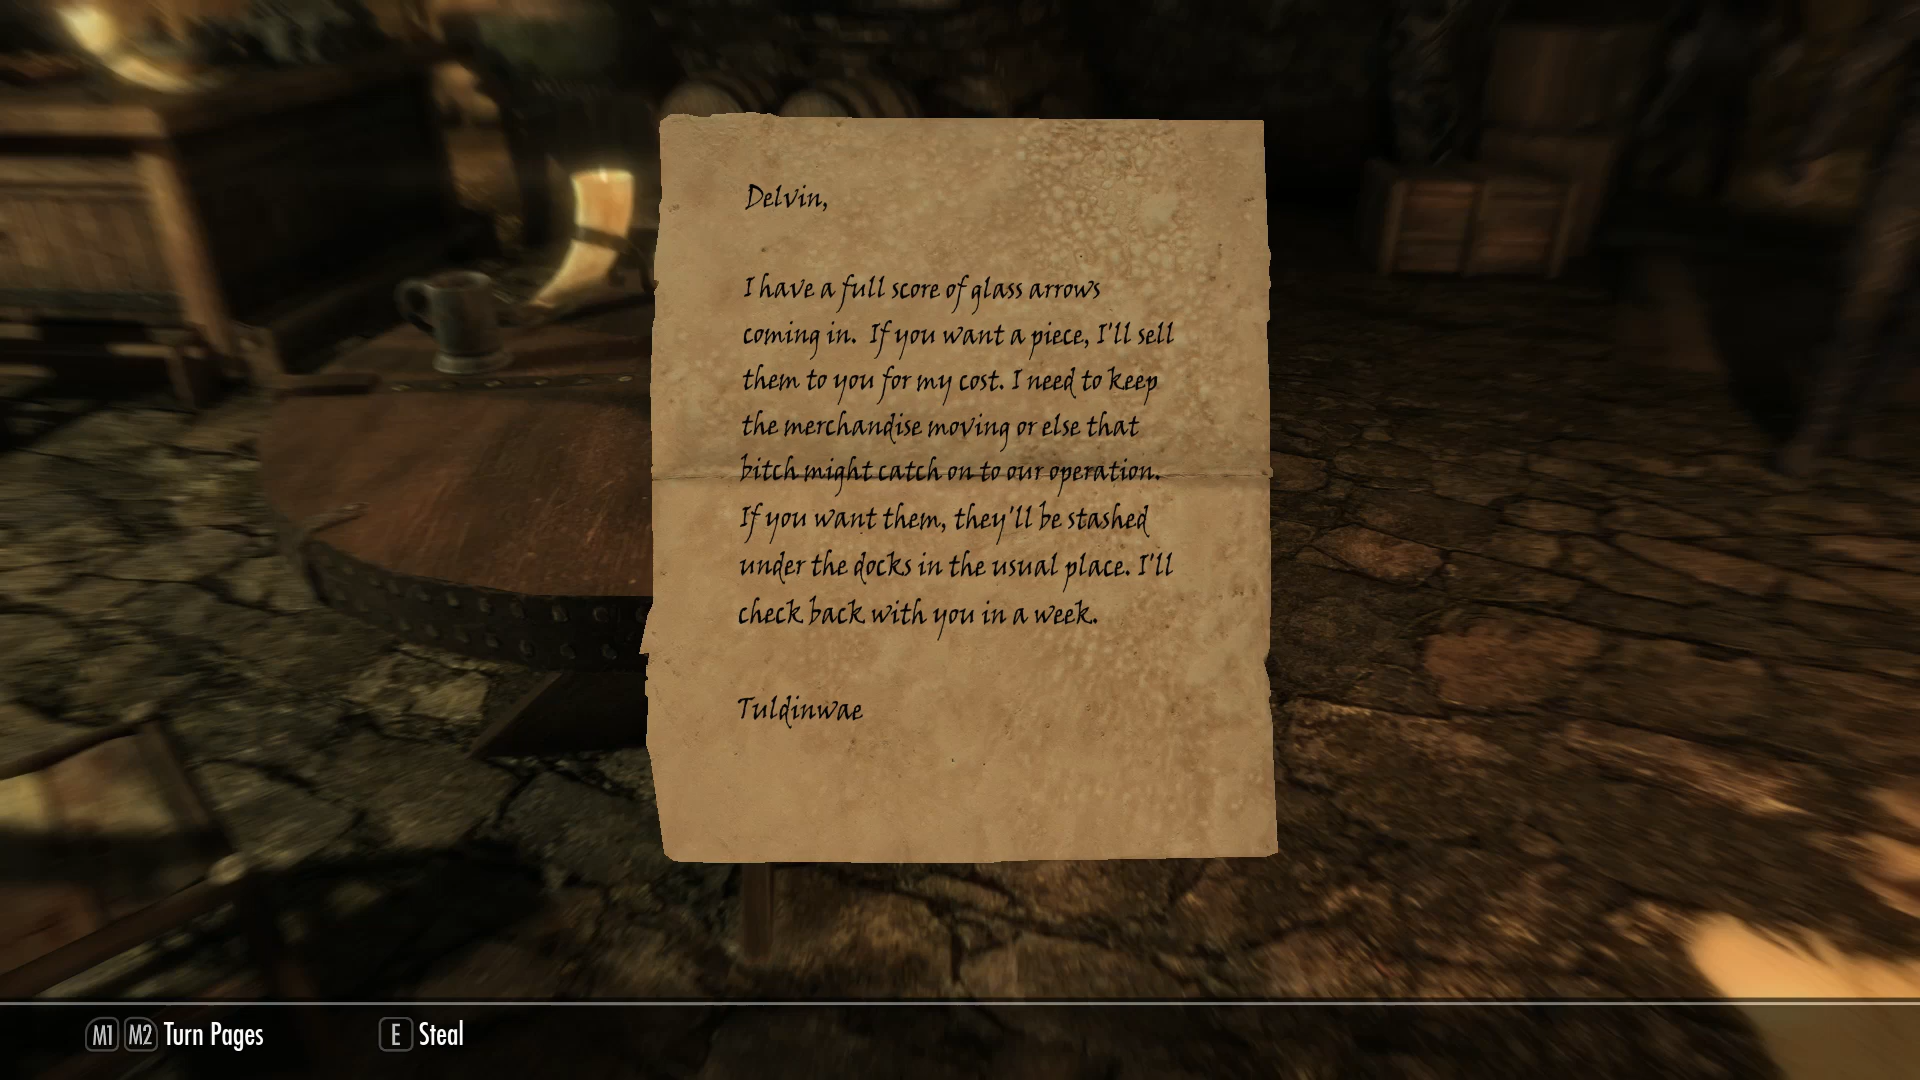 Delvin,
I have a full score of glass arrows
coming in.  If you want a piece, I'll sell
them to you for my cost. I need to keep
the merchandise moving or else that
bitch might catch on to our operation.
If you want them, they'll be stashed
under the docks in the usual place. I'll
check back with you in a week.
Tuldinwae
M1 M2 Turn Pages E Steal